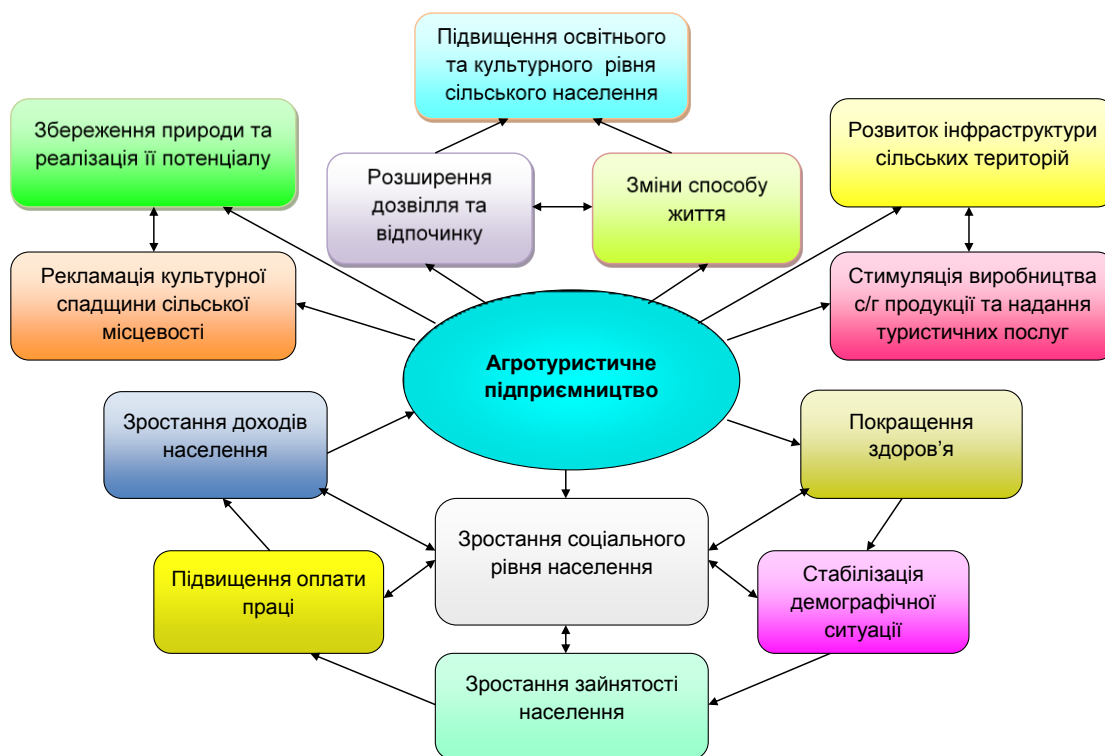 Підвищення освітнього
та культурного рівня
сільського населення
Збереження природи та
реалізація її потенціалу
Розвиток інфраструктури
сільських територій
Розширення
дозвілля та
відпочинку
Зміни способу
життя
Рекламація культурної
спадщини сільської
місцевості
Стимуляція виробництва
с/г продукції та надання
туристичних послуг
Агротуристичне
підприємництво
Зростання доходів
населення
Покращення
здоров’я
Зростання соціального
рівня населення
Підвищення оплати
праці
Стабілізація
демографічної
ситуації
Зростання зайнятості
населення